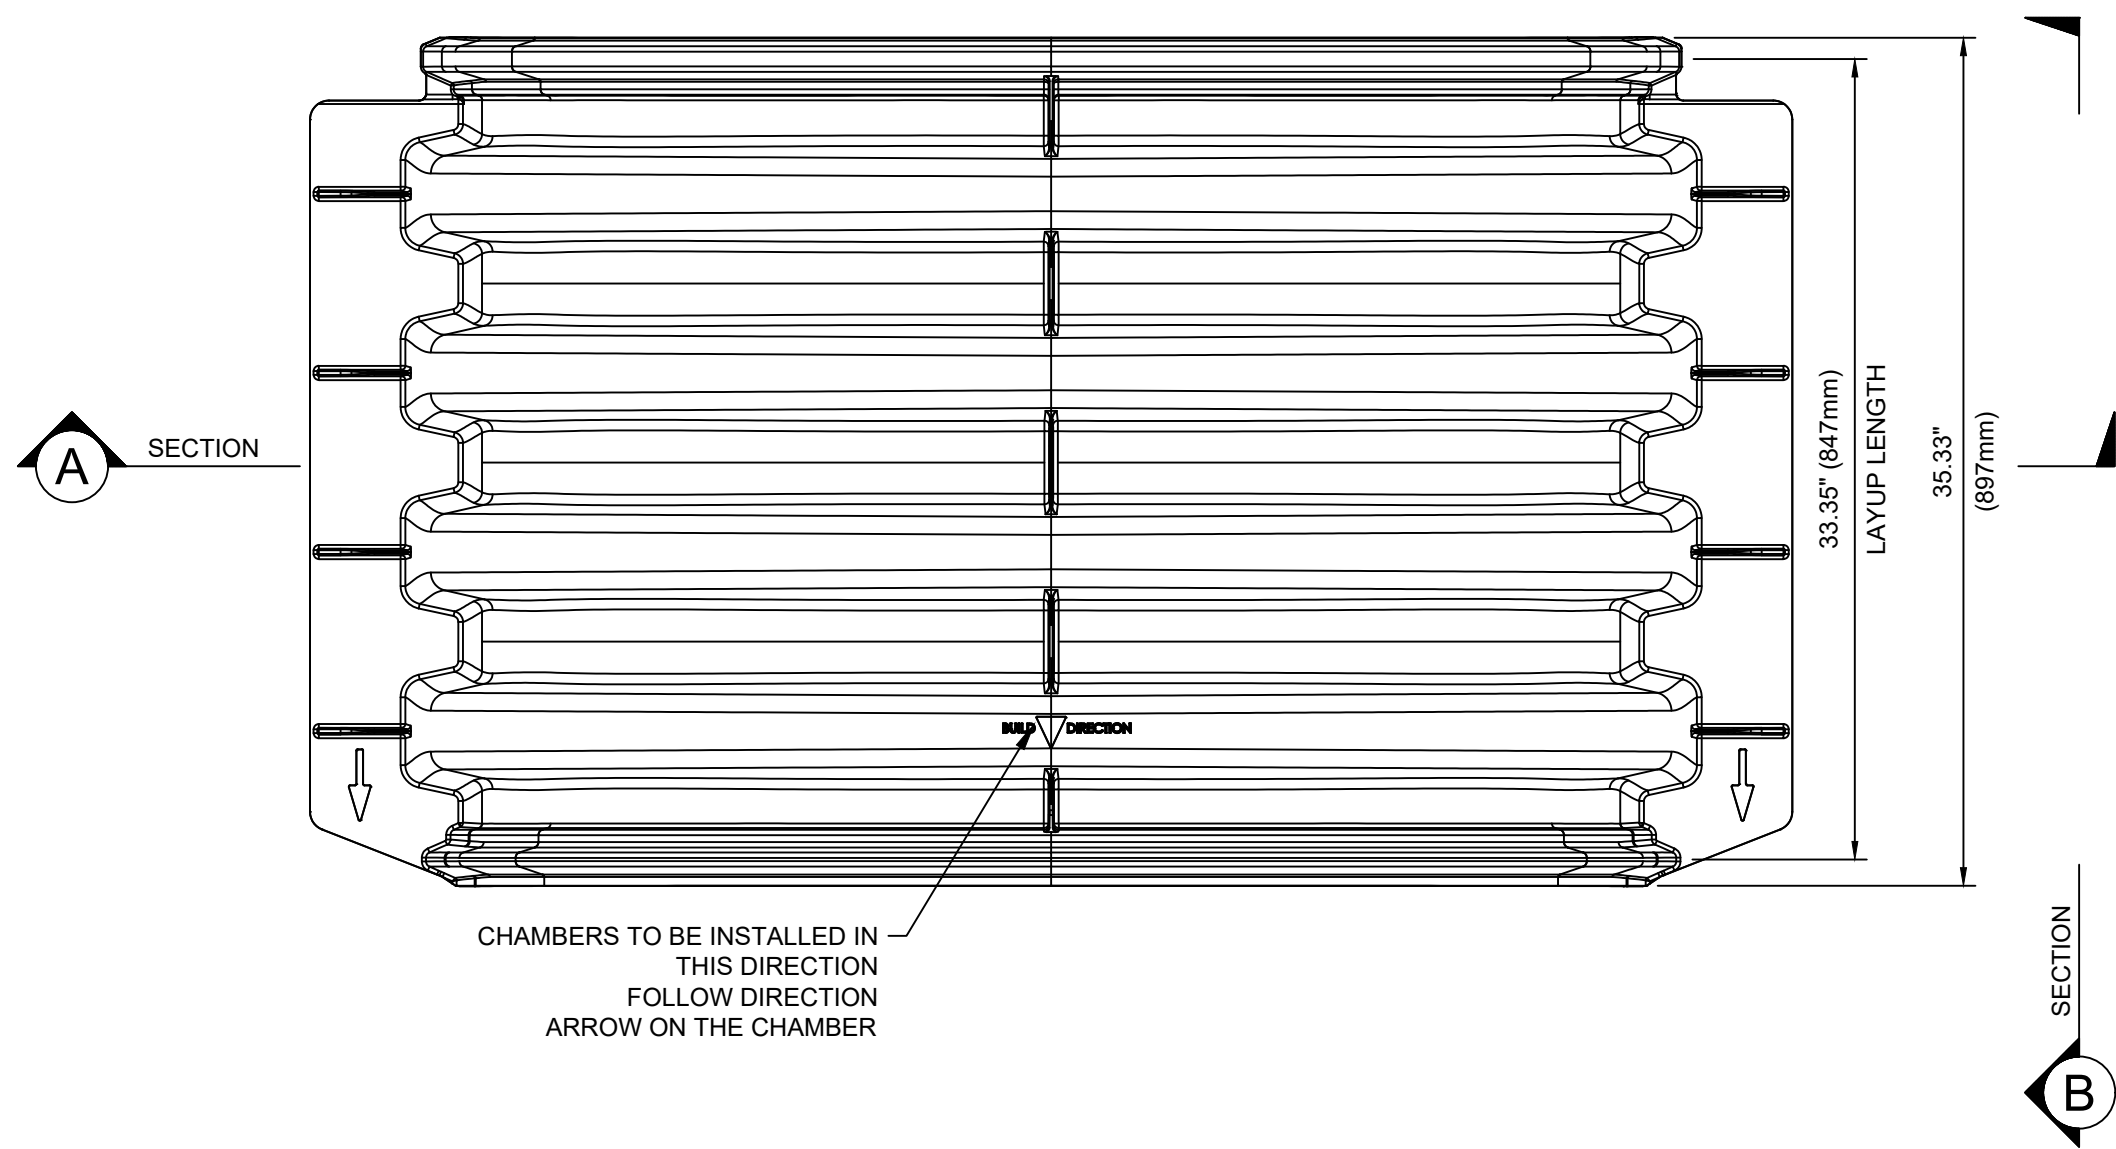 A
SECTION
33.35" (847mm)
LAYUP LENGTH
35.33"
(897mm)
BUILD DIRECTION
CHAMBERS TO BE INSTALLED IN
THIS DIRECTION
FOLLOW DIRECTION
ARROW ON THE CHAMBER
SECTION
B